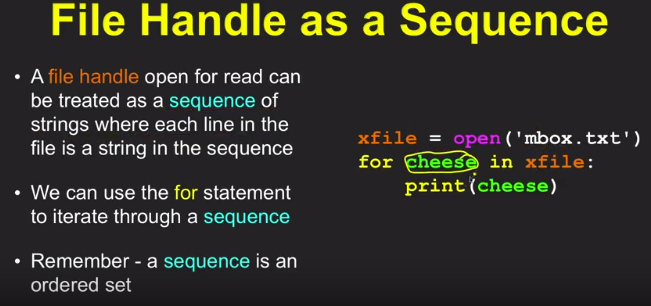 File Handle as a Sequence
• A file handle open for read can
be treated as a sequence of
strings where each line in the
file is a string in the sequence
• We can use the for statement
to iterate through a sequence
• Remember - a sequence is an
ordered set
xfile = open('mbox.txt')
for cheese in xfile:
    print(cheese)